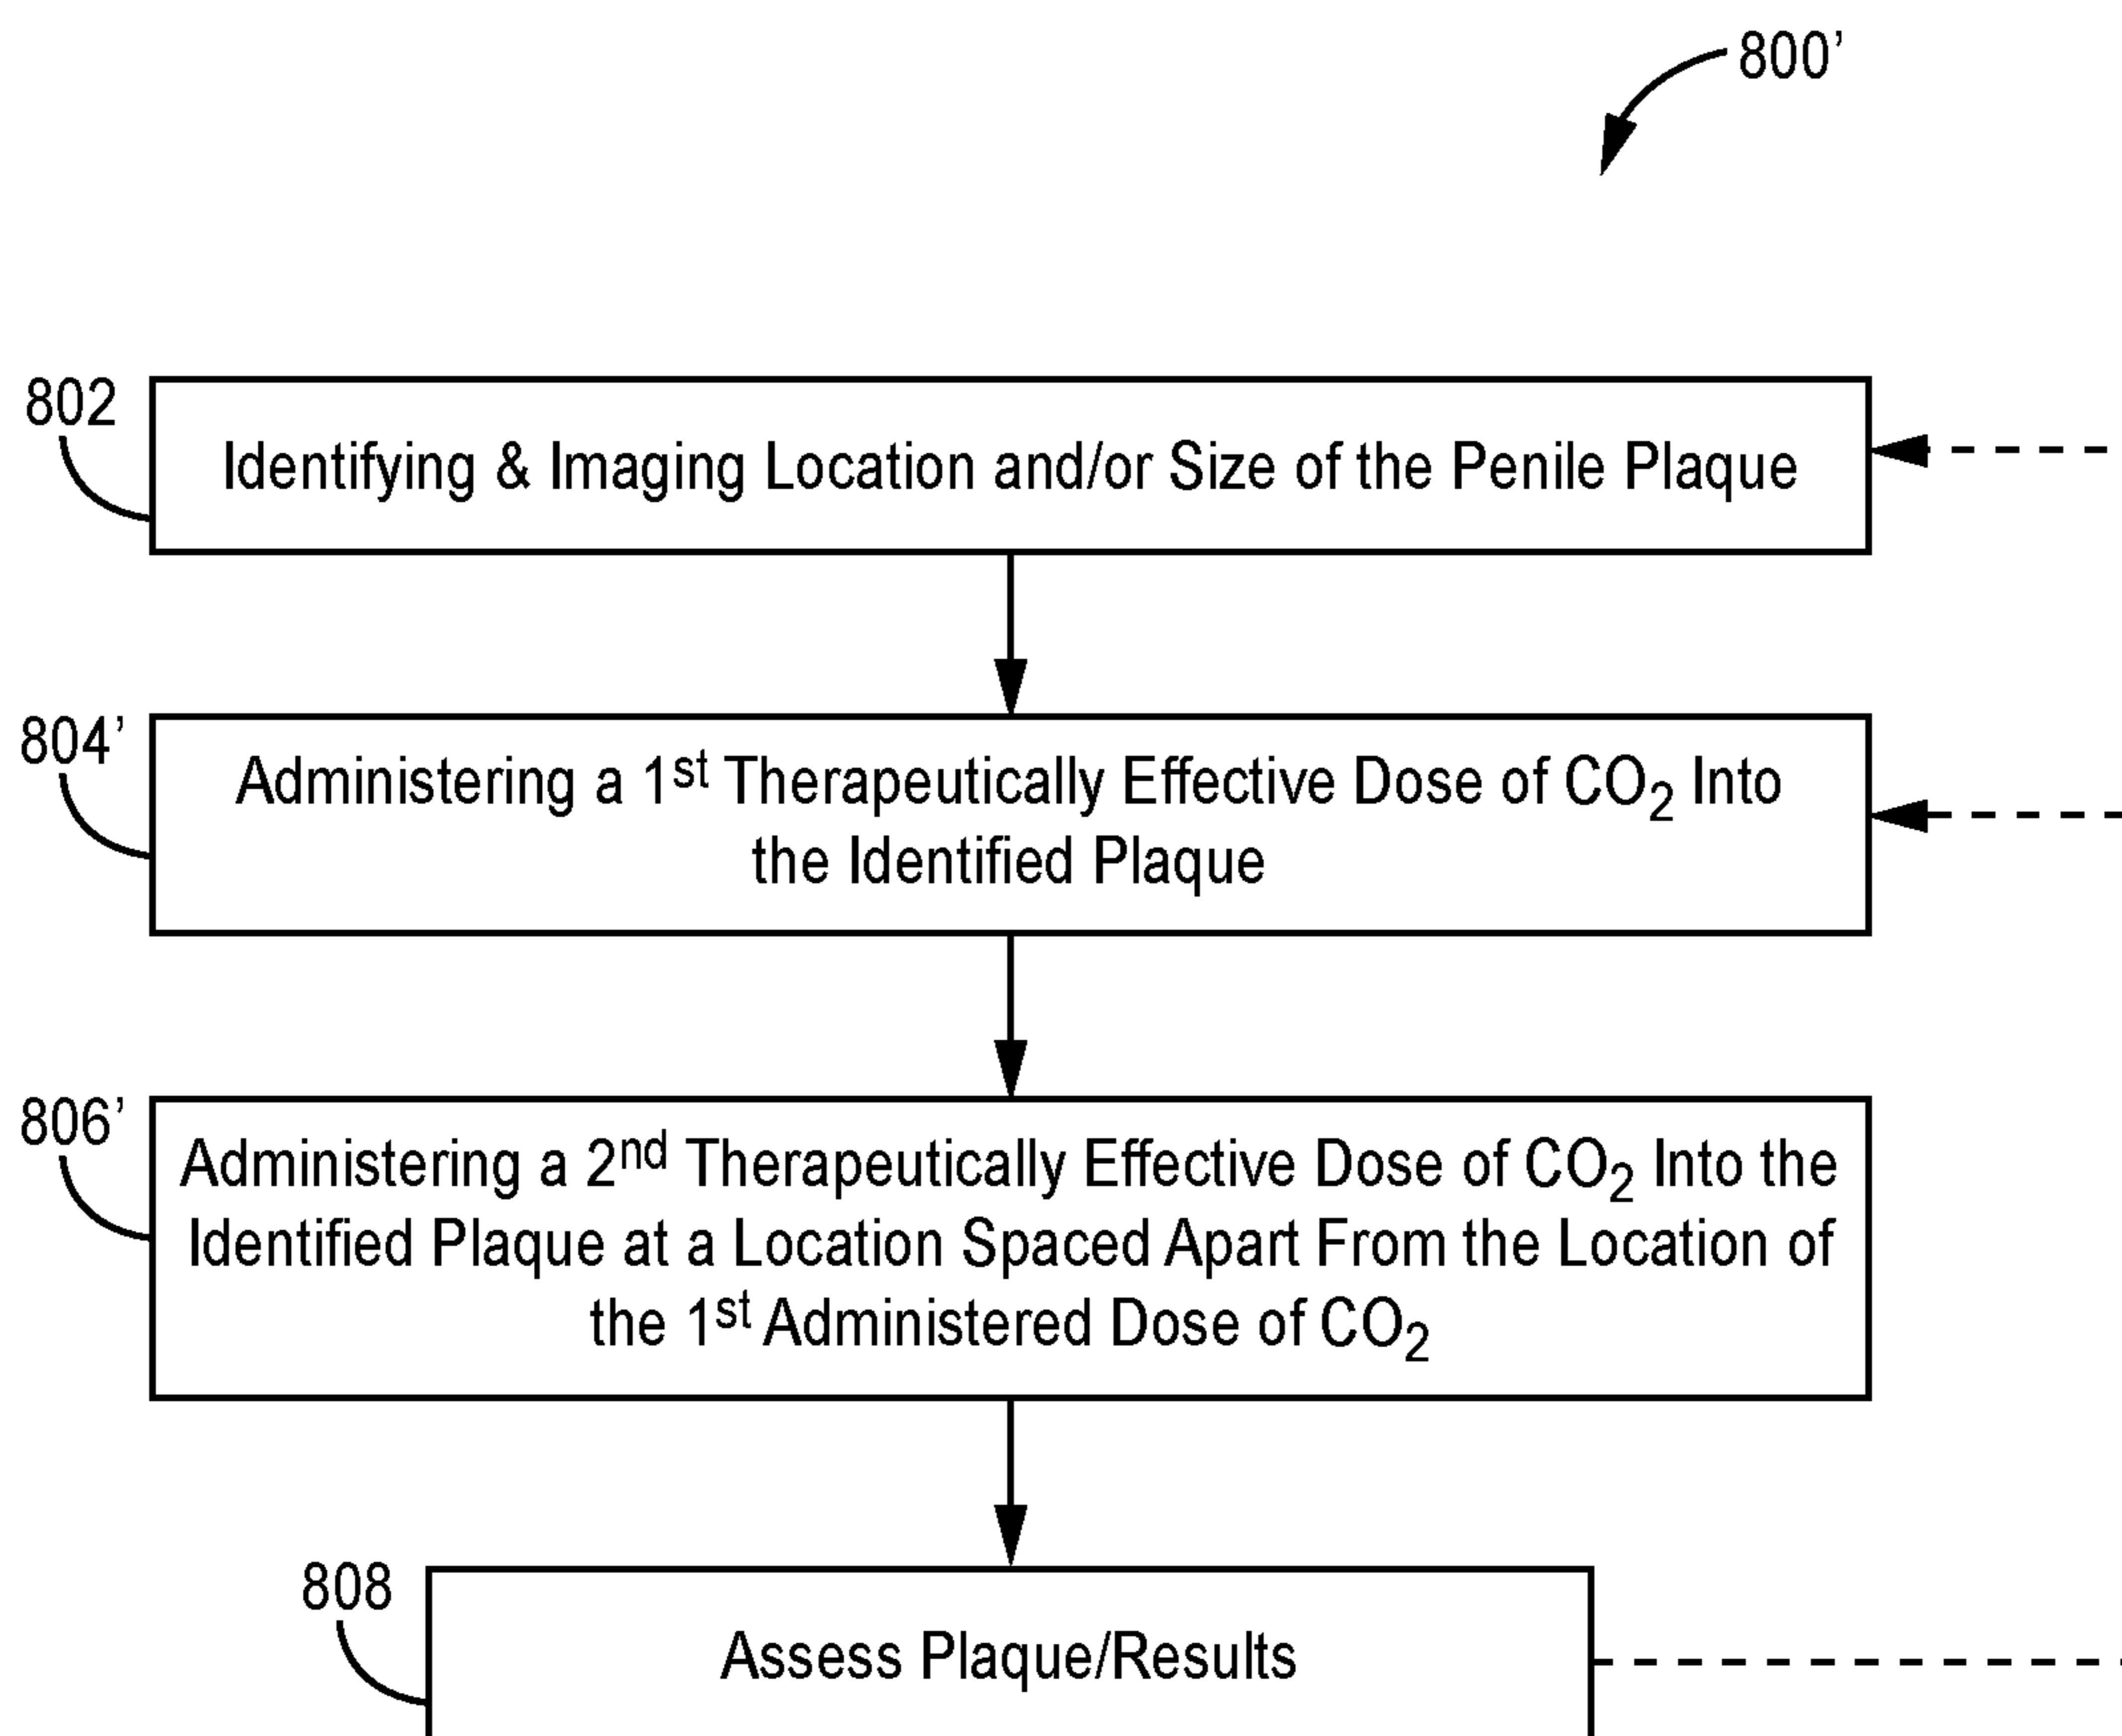 800’
802
Identifying & Imaging Location and/or Size of the Penile Plaque
804’
Administering a 1st Therapeutically Effective Dose of CO2 Into
the Identified Plaque
806’
Administering a 2nd Therapeutically Effective Dose of CO2 Into the
Identified Plaque at a Location Spaced Apart From the Location of
the 1st Administered Dose of CO2
808
Assess Plaque/Results